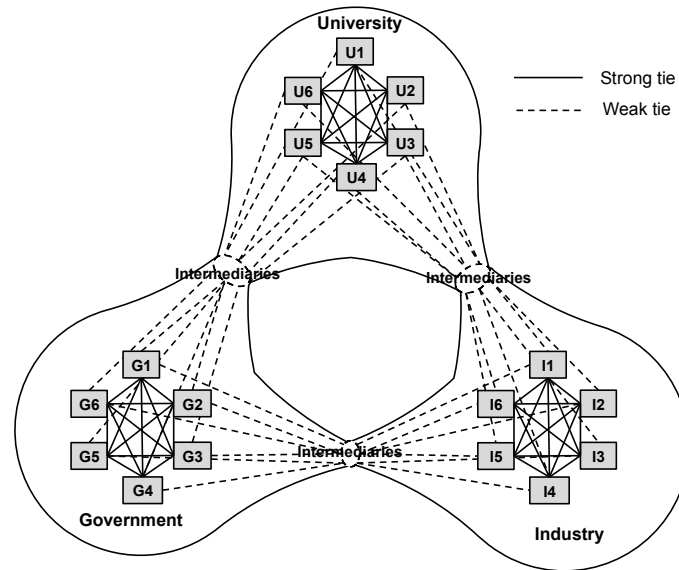 University
U1
U6 U2
Strong tie
Weak tie
U5 U3
U4
Intermediaries Intermediaries
G1 I1
G6 G2 I6 I2
G5 G3 Intermediaries I5 I3
G4 I4
Government Industry